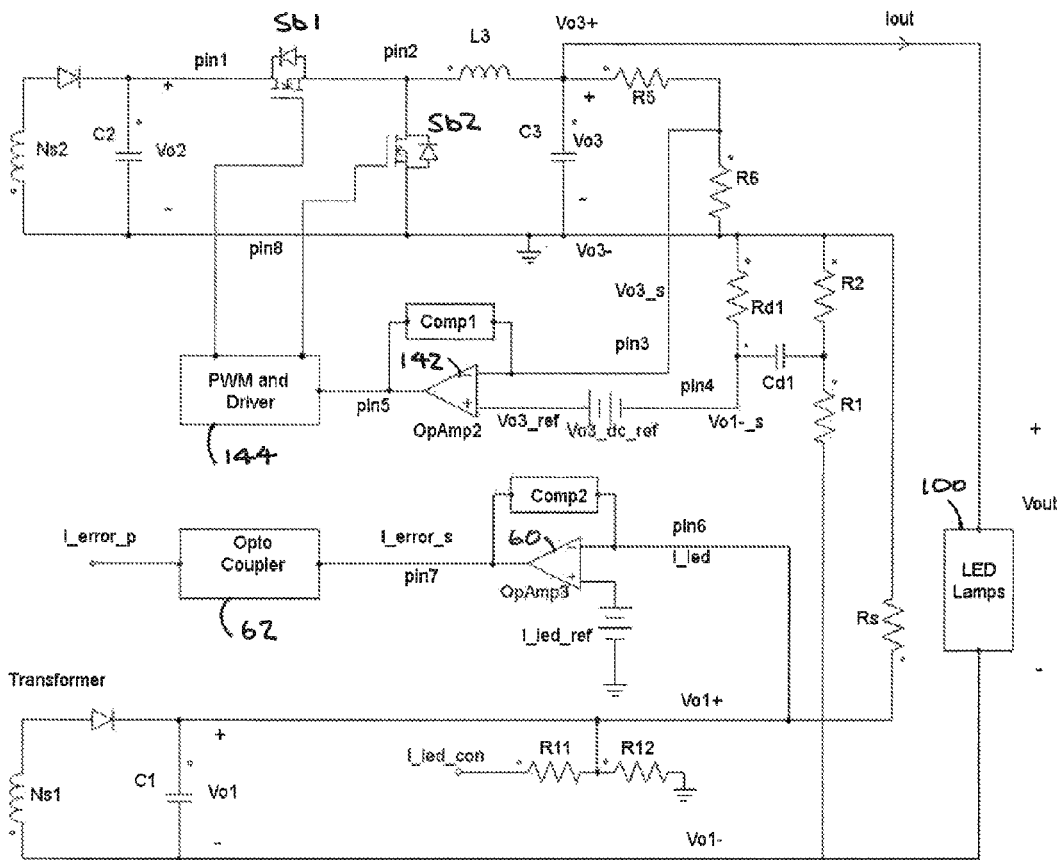 Sb1
Vo3+
Iout
pin1
pin2
L3
R5
Sb2
+
+
Ns2
C2
Vo2
C3
Vo3
R6
-
-
pin8
Vo3-
Vo3_s
Rd1
R2
Comp1
pin3
142
Cd1
PWM and
Driver
pin5
OpAmp2
Vo3_ref
Vo3_dc_ref
pin4
Vo1-_s
R1
144
+
Comp2
100
Vout
I_error_p
Opto
Coupler
I_error_s
pin7
60
pin6
I_led
OpAmp3
LED
Lamps
62
I_led_ref
Rs
-
Transformer
Vo1+
+
I_led_con
R11
R12
Ns1
C1
Vo1
-
Vo1-